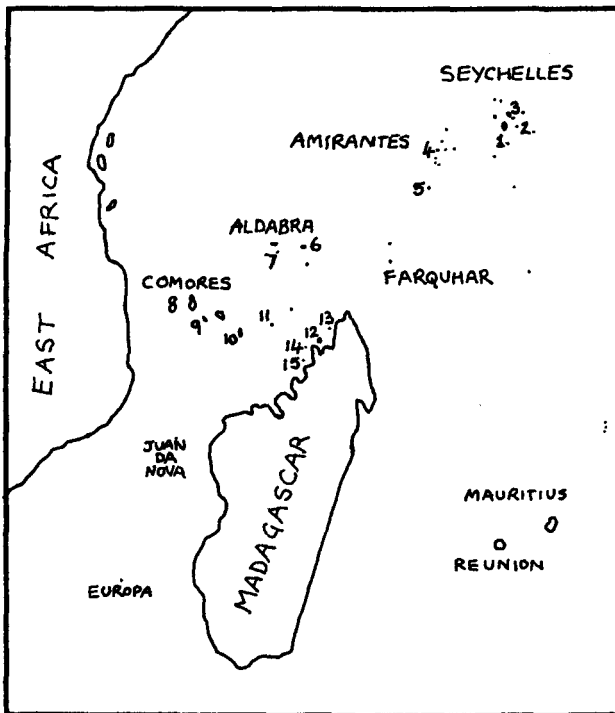 SEYCHELLES
3
2
1
AMIRANTES
4
5
EAST AFRICA
ALDABRA
6
7
FARQUHAR
COMORES
8
9
10
11
12
13
14
15
JUAN
DA
NOVA
MADAGASCAR
MAURITIUS
REUNION
EUROPA